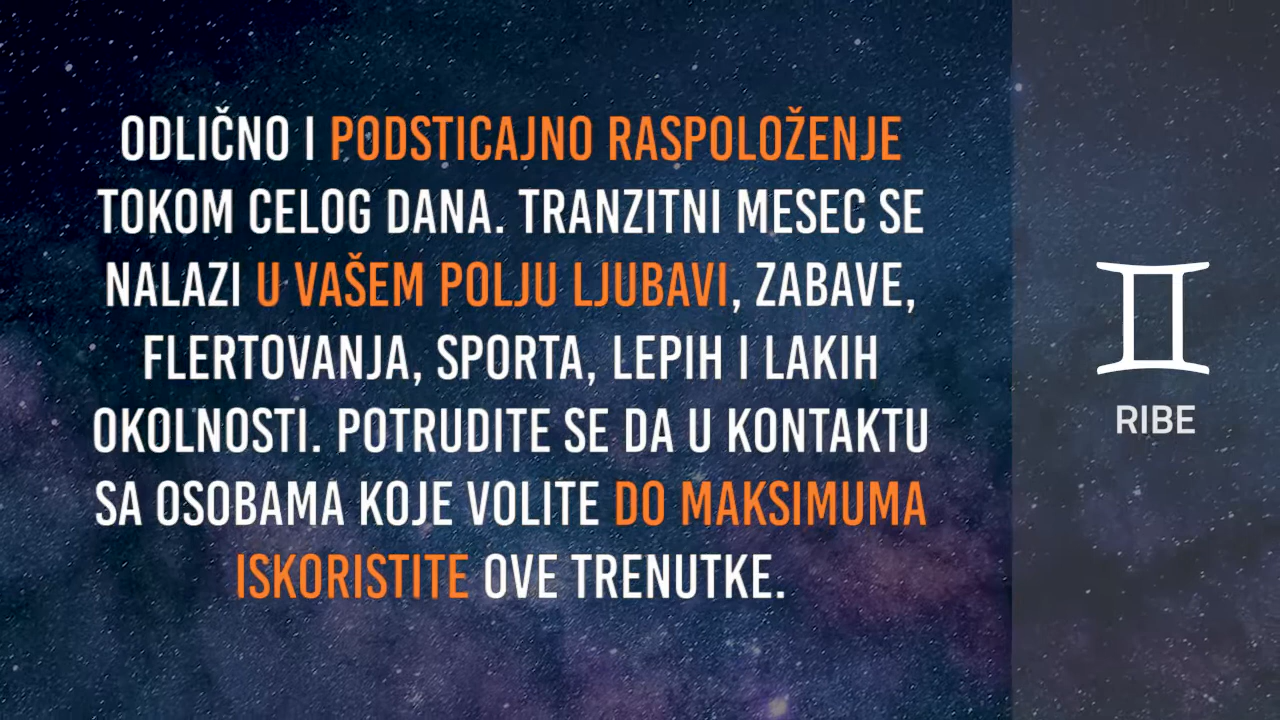 ODLIČNO I PODSTICAJNO RASPOLOŽENJE
TOKOM CELOG DANA. TRANZITNI MESEC SE
NALAZI U VAŠEM POLJU LJUBAVI, ZABAVE,
FLERTOVANJA, SPORTA, LEPIH I LAKIH
OKOLNOSTI. POTRUDITE SE DA U KONTAKTU
SA OSOBAMA KOJE VOLITE DO MAKSIMUMA
ISKORISTITE OVE TRENUTKE.
RIBE